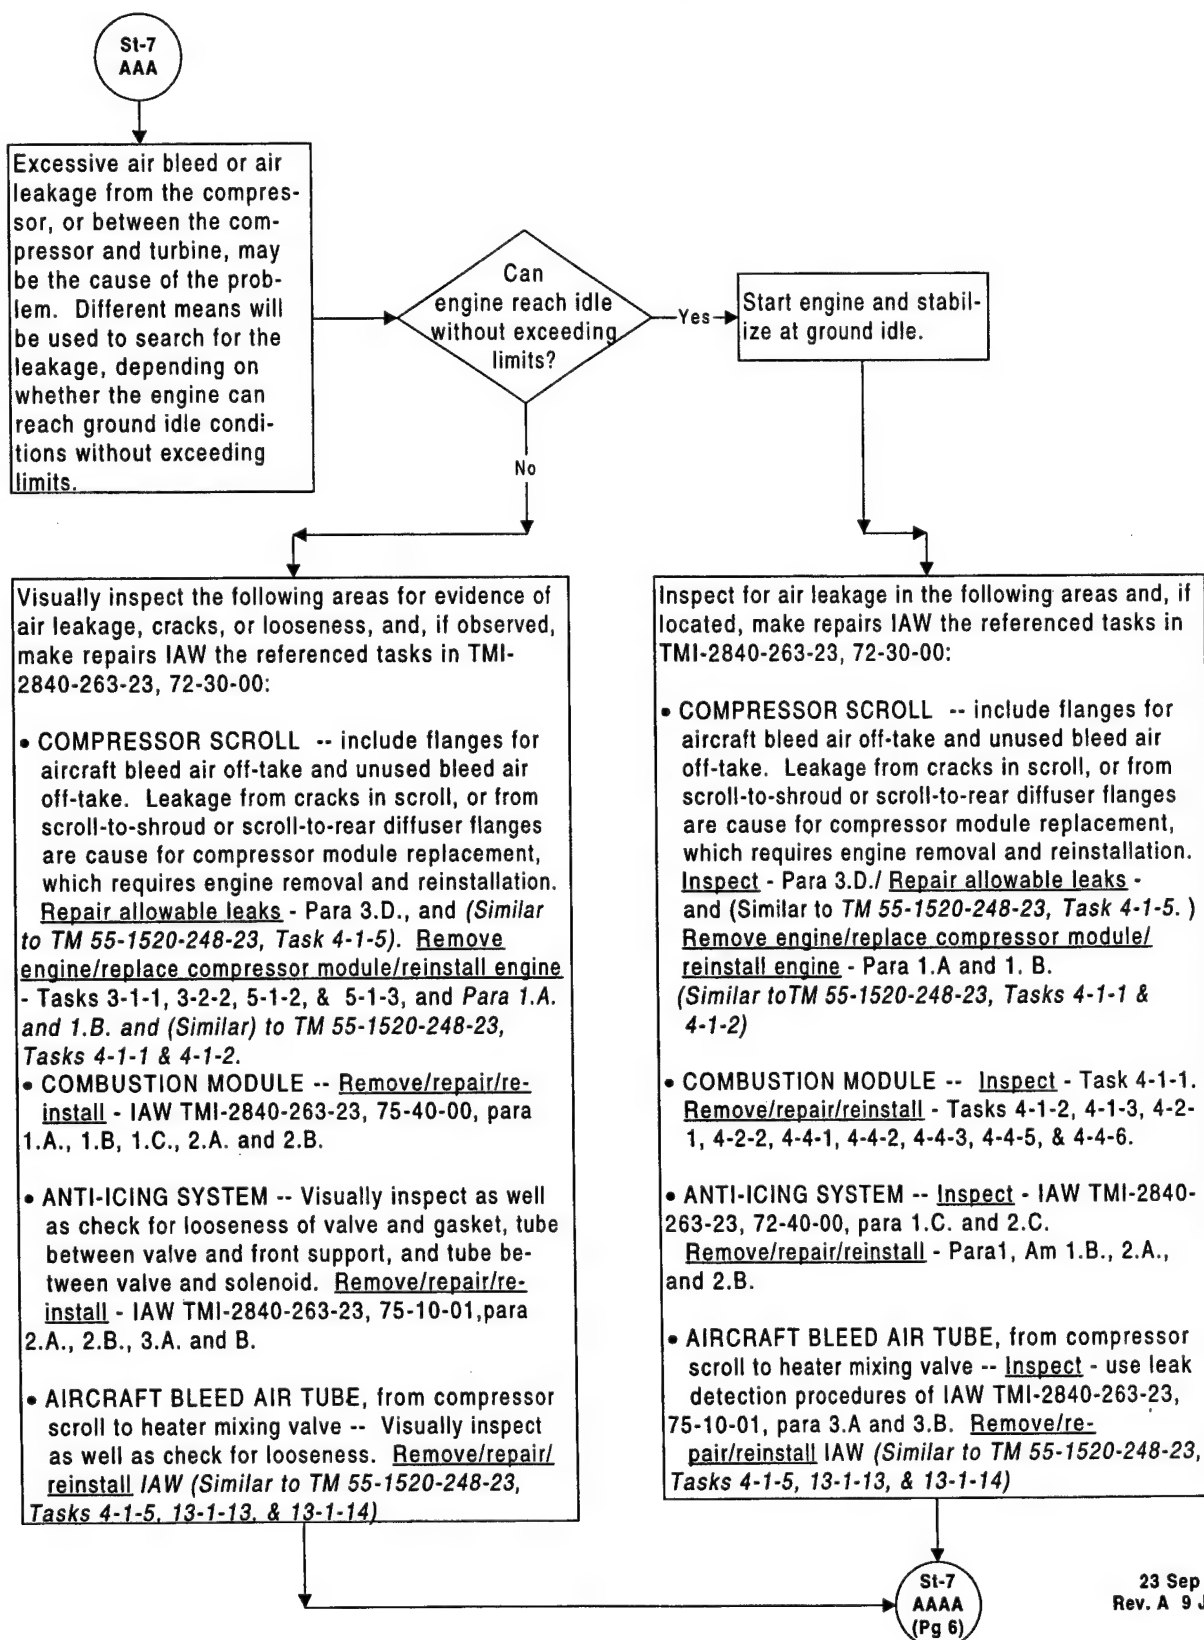 St-7
AAA
Excessive air bleed or air
leakage from the compres-
sor, or between the com-
pressor and turbine, may
be the cause of the prob-
lem. Different means will
be used to search for the
leakage, depending on
whether the engine can
reach ground idle condi-
tions without exceeding
limits.
Can
engine reach idle
without exceeding
limits?
Yes
Start engine and stabil-
ize at ground idle.
No
Visually inspect the following areas for evidence of
air leakage, cracks, or looseness, and, if observed,
make repairs IAW the referenced tasks in TMI-
2840-263-23, 72-30-00:
• COMPRESSOR SCROLL -- include flanges for
aircraft bleed air off-take and unused bleed air
off-take. Leakage from cracks in scroll, or from
scroll-to-shroud or scroll-to-rear diffuser flanges
are cause for compressor module replacement,
which requires engine removal and reinstallation.
Repair allowable leaks - Para 3.D., and (Similar
to TM 55-1520-248-23, Task 4-1-5). Remove
engine/replace compressor module/reinstall engine
- Tasks 3-1-1, 3-2-2, 5-1-2, & 5-1-3, and Para 1.A.
and 1.B. and (Similar) to TM 55-1520-248-23,
Tasks 4-1-1 & 4-1-2.
• COMBUSTION MODULE -- Remove/repair/re-
install - IAW TMI-2840-263-23, 75-40-00, para
1.A., 1.B, 1.C., 2.A. and 2.B.
• ANTI-ICING SYSTEM -- Visually inspect as well
as check for looseness of valve and gasket, tube
between valve and front support, and tube be-
tween valve and solenoid. Remove/repair/re-
install - IAW TMI-2840-263-23, 75-10-01,para
2.A., 2.B., 3.A. and B.
• AIRCRAFT BLEED AIR TUBE, from compressor
scroll to heater mixing valve -- Visually inspect
as well as check for looseness. Remove/repair/
reinstall IAW (Similar to TM 55-1520-248-23,
Tasks 4-1-5, 13-1-13, & 13-1-14)
Inspect for air leakage in the following areas and, if
located, make repairs IAW the referenced tasks in
TMI-2840-263-23, 72-30-00:
• COMPRESSOR SCROLL -- include flanges for
aircraft bleed air off-take and unused bleed air
off-take. Leakage from cracks in scroll, or from
scroll-to-shroud or scroll-to-rear diffuser flanges
are cause for compressor module replacement,
which requires engine removal and reinstallation.
Inspect - Para 3.D./ Repair allowable leaks -
and (Similar to TM 55-1520-248-23, Task 4-1-5. )
Remove engine/replace compressor module/
reinstall engine - Para 1.A and 1. B.
(Similar toTM 55-1520-248-23, Tasks 4-1-1 &
4-1-2)
• COMBUSTION MODULE -- Inspect - Task 4-1-1.
Remove/repair/reinstall - Tasks 4-1-2, 4-1-3, 4-2-
1, 4-2-2, 4-4-1, 4-4-2, 4-4-3, 4-4-5, & 4-4-6.
• ANTI-ICING SYSTEM -- Inspect - IAW TMI-2840-
263-23, 72-40-00, para 1.C. and 2.C.
Remove/repair/reinstall - Para1, Am 1.B., 2.A.,
and 2.B.
• AIRCRAFT BLEED AIR TUBE, from compressor
scroll to heater mixing valve -- Inspect - use leak
detection procedures of IAW TMI-2840-263-23,
75-10-01, para 3.A and 3.B. Remove/re-
pair/reinstall IAW (Similar to TM 55-1520-248-23,
Tasks 4-1-5, 13-1-13, & 13-1-14)
St-7
AAAA
(Pg 6)
23 Sep
Rev. A 9 J